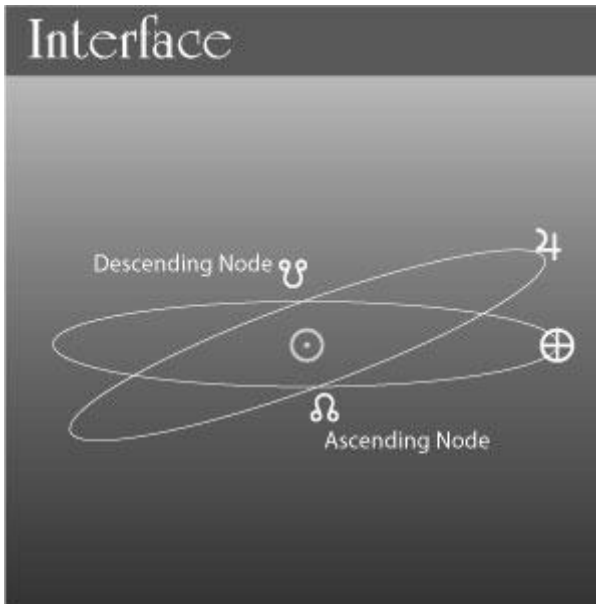 Interface
Descending Node ☋
♃
☉
⊕
☊
Ascending Node